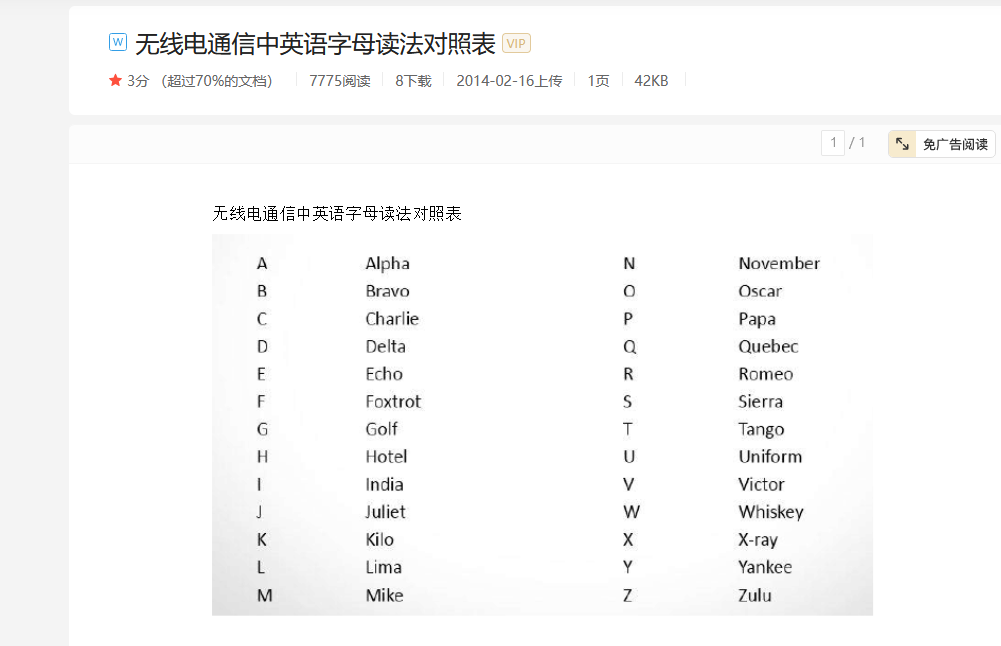 W 无线电通信中英语字母读法对照表 VIP
3分 (超过70%的文档) 7775阅读 8下载 2014-02-16上传 1页 42KB
1 / 1 免广告阅读
无线电通信中英语字母读法对照表
A Alpha N November
B Bravo O Oscar
C Charlie P Papa
D Delta Q Quebec
E Echo R Romeo
F Foxtrot S Sierra
G Golf T Tango
H Hotel U Uniform
I India V Victor
J Juliet W Whiskey
K Kilo X X-ray
L Lima Y Yankee
M Mike Z Zulu